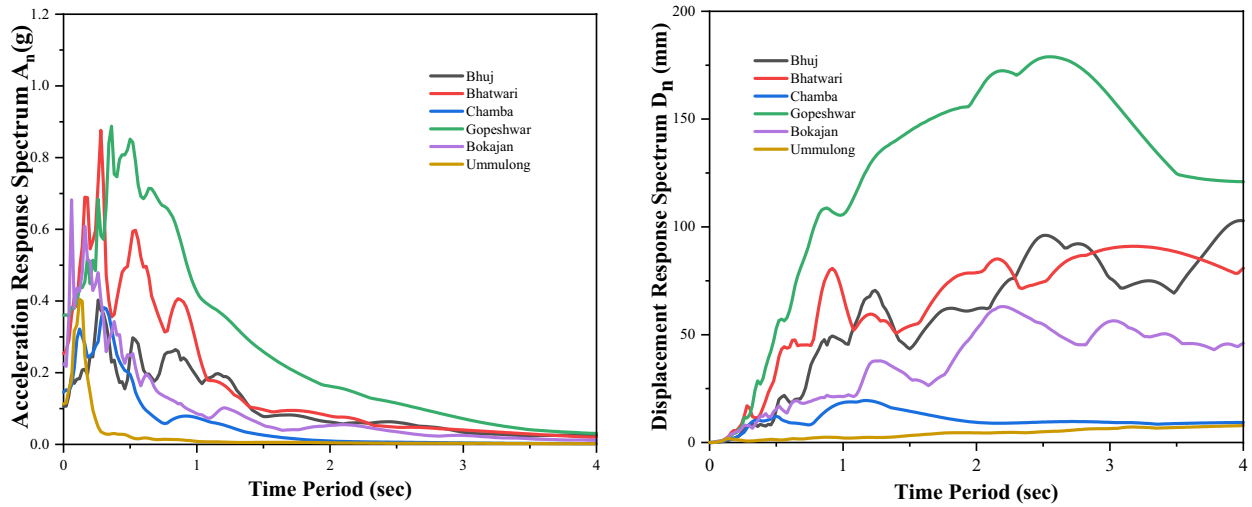 Acceleration Response Spectrum An(g)
1.2
1.0
0.8
0.6
0.4
0.2
0.0
Bhuj
Bhatwari
Chamba
Gopeshwar
Bokajan
Ummulong
0 1 2 3 4
Time Period (sec)
Displacement Response Spectrum Dn (mm)
200
150
100
50
0
Bhuj
Bhatwari
Chamba
Gopeshwar
Bokajan
Ummulong
0 1 2 3 4
Time Period (sec)